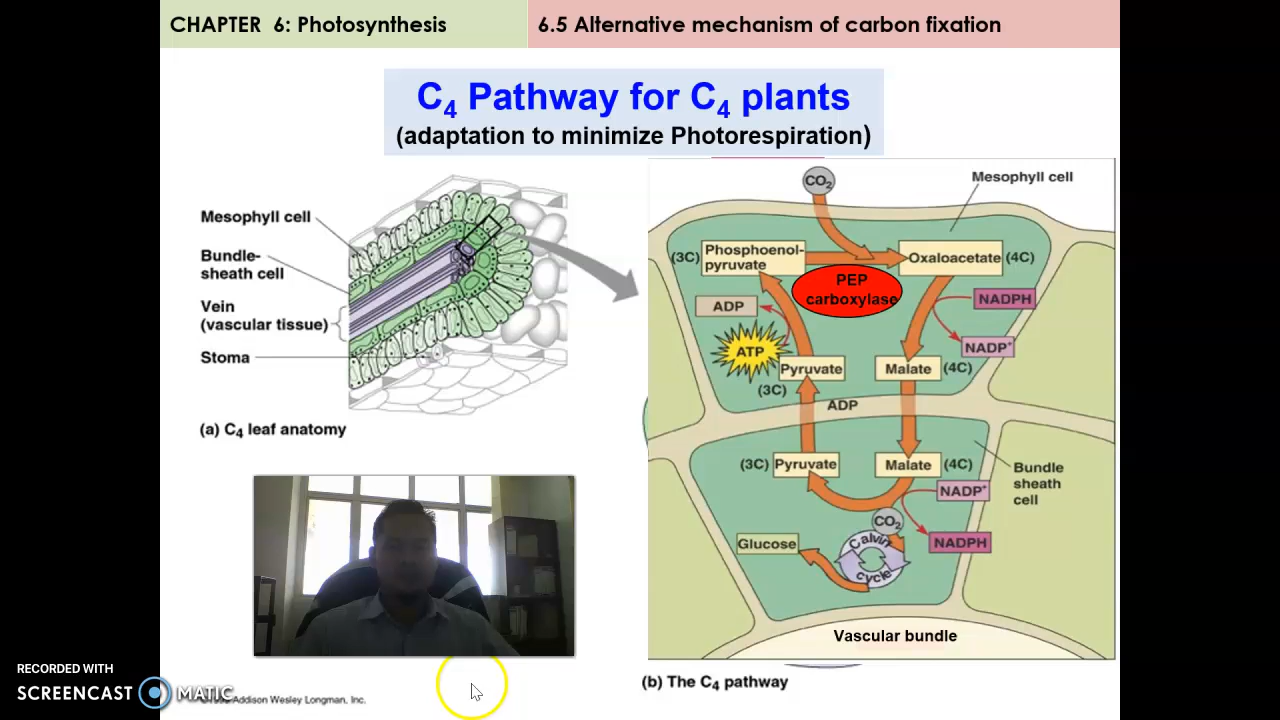 CHAPTER 6: Photosynthesis
6.5 Alternative mechanism of carbon fixation
C4 Pathway for C4 plants
(adaptation to minimize Photorespiration)
Mesophyll cell
Bundle-
sheath cell
Vein
(vascular tissue)
Stoma
(a) C4 leaf anatomy
CO2
Mesophyll cell
(3C)
Phosphoenol-
pyruvate
Oxaloacetate
(4C)
PEP
carboxylase
ADP
NADPH
ATP
NADP+
Pyruvate
Malate
(4C)
(3C)
ADP
(3C)
Pyruvate
Malate
(4C)
Bundle
sheath
cell
NADP+
CO2
Glucose
Calvin
cycle
NADPH
Vascular bundle
(b) The C4 pathway
RECORDED WITH
SCREENCAST MATIC
Addison Wesley Longman, Inc.